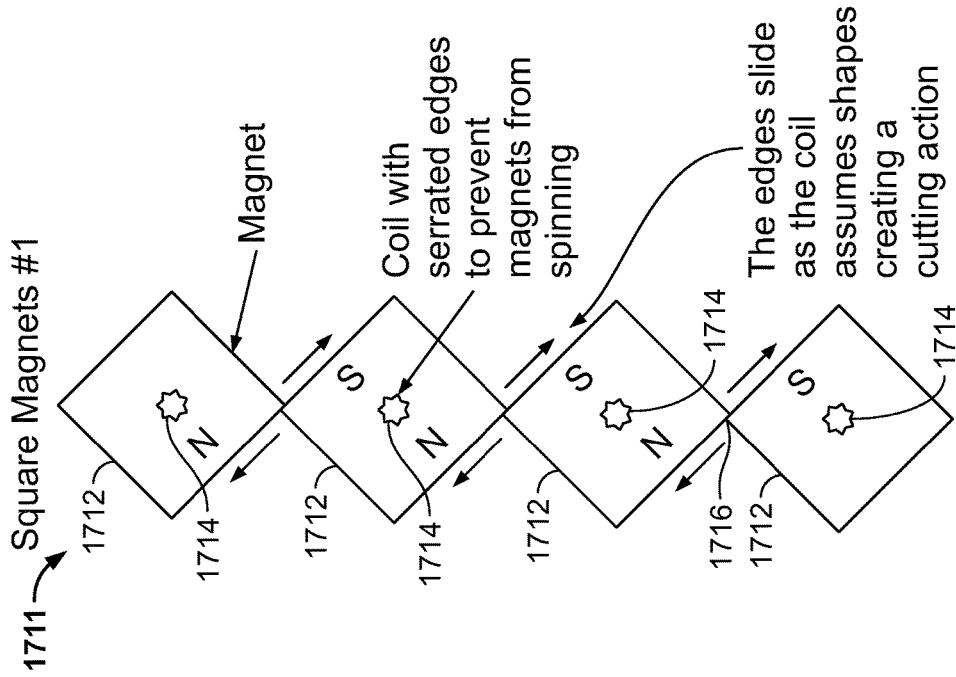 Square Magnets #1
1711
1712
Magnet
1714
N
S
1712
Coil with
serrated edges
to prevent
magnets from
spinning
1714
N
S
1712
The edges slide
as the coil
assumes shapes
creating a
cutting action
1714
N
1716
S
1712
1714